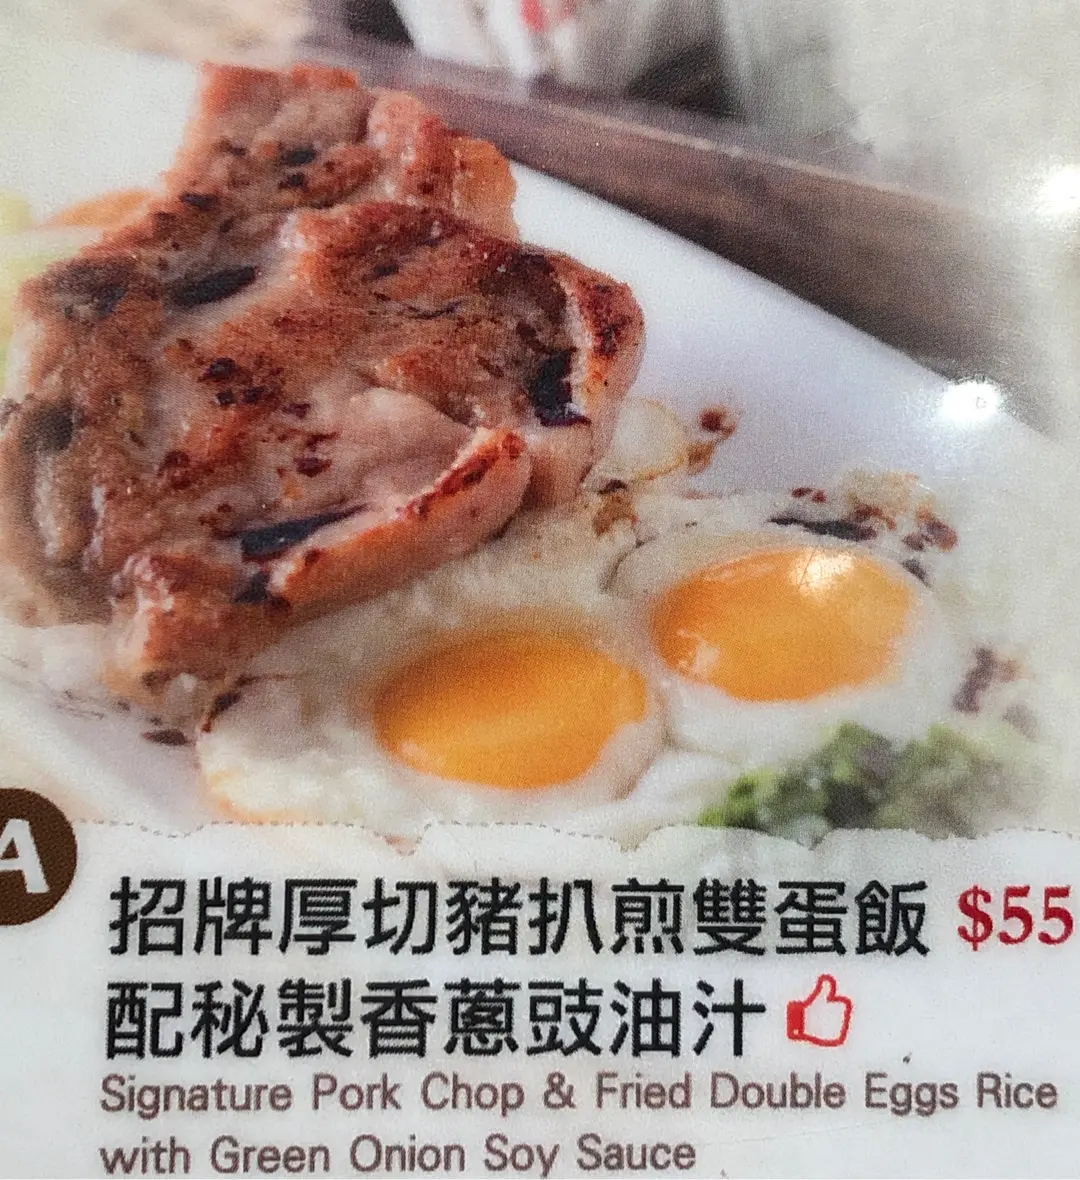 A
招牌厚切豬扒煎雙蛋飯 $55
配秘製香蔥豉油汁
Signature Pork Chop & Fried Double Eggs Rice
with Green Onion Soy Sauce